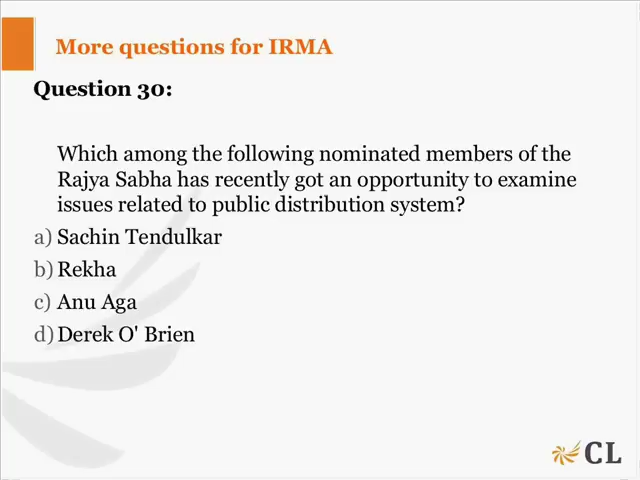 More questions for IRMA
Question 30:
Which among the following nominated members of the
Rajya Sabha has recently got an opportunity to examine
issues related to public distribution system?
a) Sachin Tendulkar
b) Rekha
c) Anu Aga
d) Derek O' Brien
CL